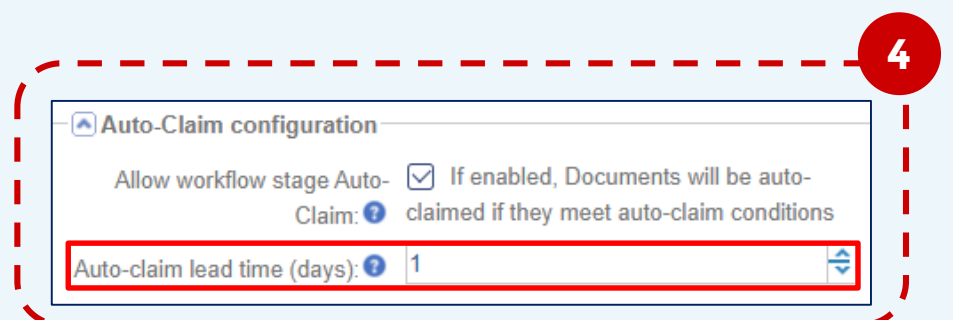 4
Auto-Claim configuration
Allow workflow stage Auto-
Claim:
If enabled, Documents will be auto-
claimed if they meet auto-claim conditions
Auto-claim lead time (days): ? 1